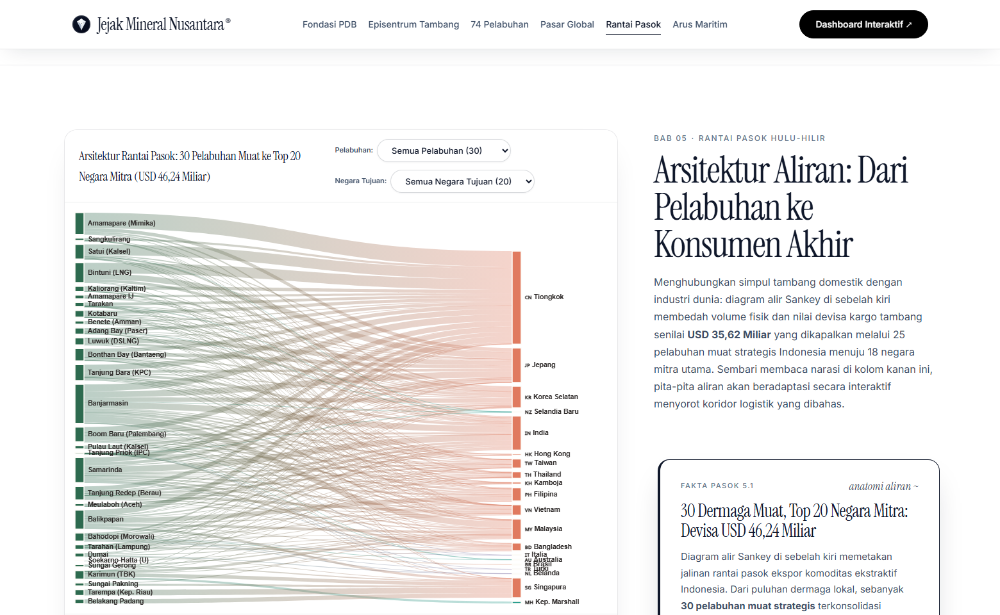 Jejak Mineral Nusantara®
Fondasi PDB
Episentrum Tambang
74 Pelabuhan
Pasar Global
Rantai Pasok
Arus Maritim
Dashboard Interaktif ↗
Arsitektur Rantai Pasok: 30 Pelabuhan Muat ke Top 20
Negara Mitra (USD 46,24 Miliar)
Pelabuhan:
Semua Pelabuhan (30)
Negara Tujuan:
Semua Negara Tujuan (20)
Amamapare (Mimika)
Sangkulirang
Satui (Kalsel)
Bintuni (LNG)
Kaliorang (Kaltim)
Amamapare IJ
Tarakan
Kotabaru
Benete (Amman)
Adang Bay (Paser)
Luwuk (DSLNG)
Bonthan Bay (Bantaeng)
Tanjung Bara (KPC)
Banjarmasin
Boom Baru (Palembang)
Pulau Laut (Kalsel)
Tanjung Priok (IPC)
Samarinda
Tanjung Redep (Berau)
Meulaboh (Aceh)
Balikpapan
Bahodopi (Morowali)
Tarahan (Lampung)
Dumai
Soekarno-Hatta (U)
Sungai Gerong
Karimun (TBK)
Sungai Pakning
Tarempa (Kep. Riau)
Belakang Padang
CN Tiongkok
JP Jepang
KR Korea Selatan
NZ Selandia Baru
IN India
HK Hong Kong
TW Taiwan
TH Thailand
KH Kamboja
PH Filipina
VN Vietnam
MY Malaysia
BD Bangladesh
IT Italia
AU Australia
BR Brasil
TR Turki
NL Belanda
SG Singapura
MH Kep. Marshall
BAB 05 · RANTAI PASOK HULU-HILIR
Arsitektur Aliran: Dari
Pelabuhan ke
Konsumen Akhir
Menghubungkan simpul tambang domestik dengan
industri dunia: diagram alir Sankey di sebelah kiri
membedah volume fisik dan nilai devisa kargo tambang
senilai USD 35,62 Miliar yang dikapalkan melalui 25
pelabuhan muat strategis Indonesia menuju 18 negara
mitra utama. Sembari membaca narasi di kolom kanan ini,
pita-pita aliran akan beradaptasi secara interaktif
menyorot koridor logistik yang dibahas.
FAKTA PASOK 5.1
anatomi aliran ~
30 Dermaga Muat, Top 20 Negara Mitra:
Devisa USD 46,24 Miliar
Diagram alir Sankey di sebelah kiri memetakan
jalinan rantai pasok ekspor komoditas ekstraktif
Indonesia. Dari puluhan dermaga lokal, sebanyak
30 pelabuhan muat strategis terkonsolidasi